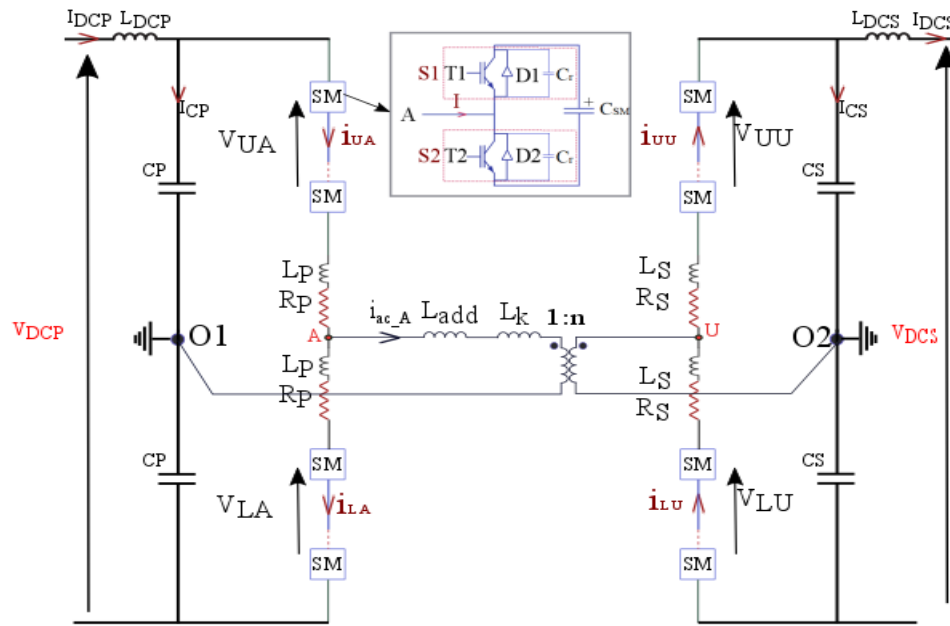 IDCP LDCP
LDCS IDCS
SM
S1 T1 D1 Cr
A I
+
CSM
S2 T2 D2 Cr
SM
ICP
ICS
VUA
iUA
iUU
VUU
CP
SM
SM
CS
LP
RP
LS
RS
iac_A Ladd Lk 1:n
VDCP
O1
A
U
O2
VDCS
LP
RP
LS
RS
CP
SM
SM
CS
VLA
iLA
iLU
VLU
SM
SM